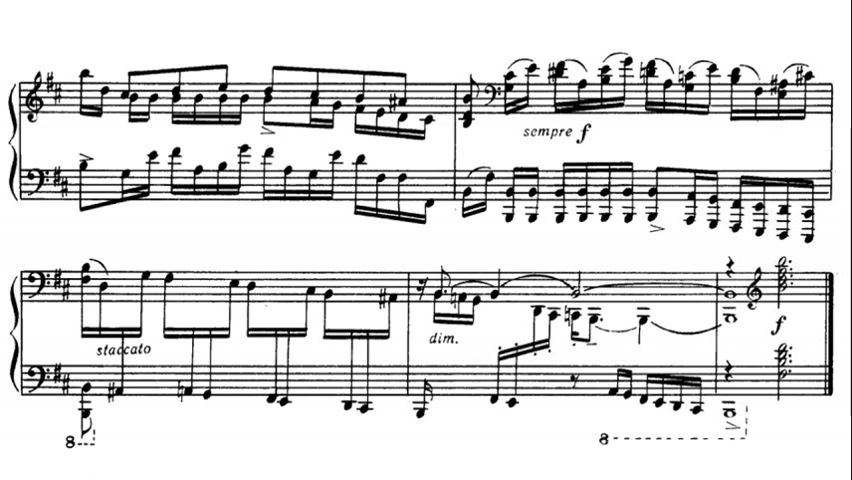 sempre f
staccato
dim.
f
8
8